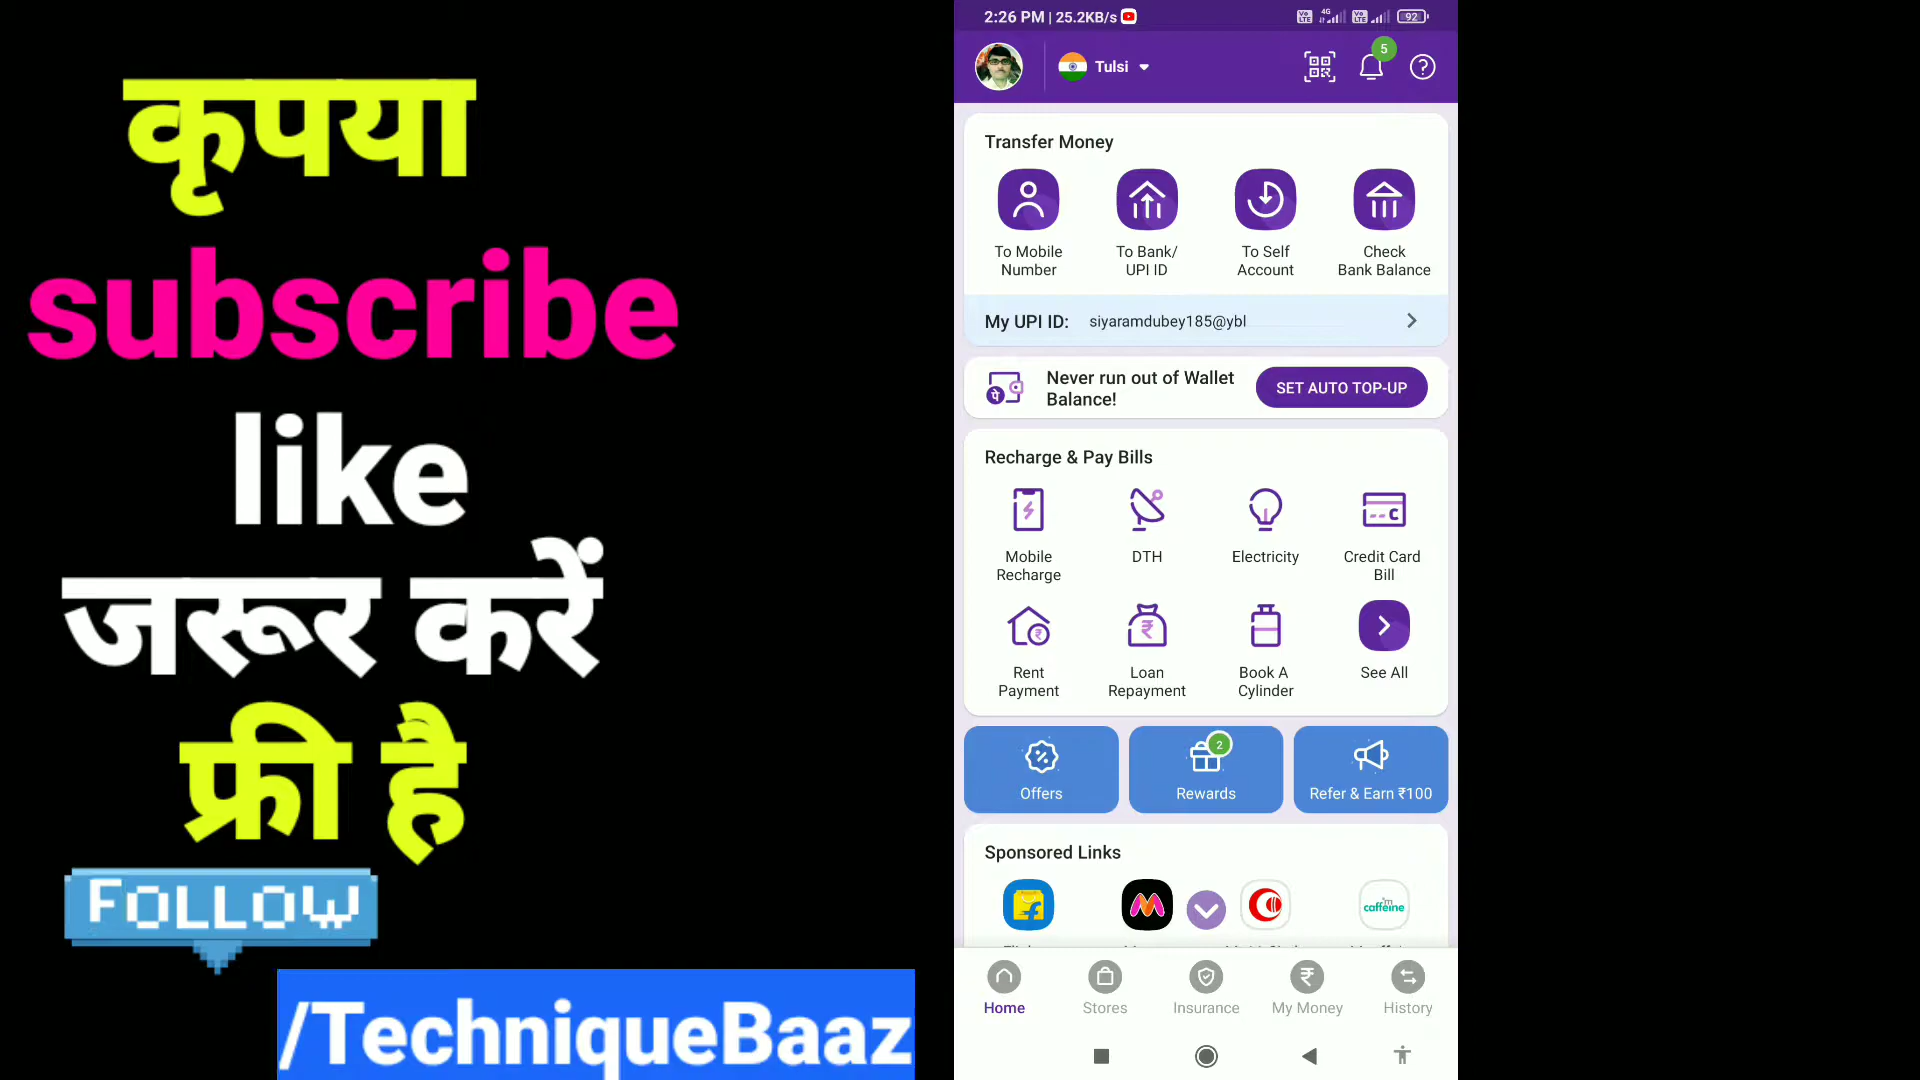 कृपया
subscribe
like
जरूर करें
फ्री है
FOLLOW
/TechniqueBaaz
2:26 PM | 25.2KB/s
4G
92
Tulsi
5
Transfer Money
To Mobile Number
To Bank/ UPI ID
To Self Account
Check Bank Balance
My UPI ID: siyaramdubey185@ybl
Never run out of Wallet
Balance!
SET AUTO TOP-UP
Recharge & Pay Bills
Mobile Recharge
DTH
Electricity
Credit Card Bill
Rent Payment
Loan Repayment
Book A Cylinder
See All
Offers
2
Rewards
Refer & Earn ₹100
Sponsored Links
caffeine
Home
Stores
Insurance
My Money
History